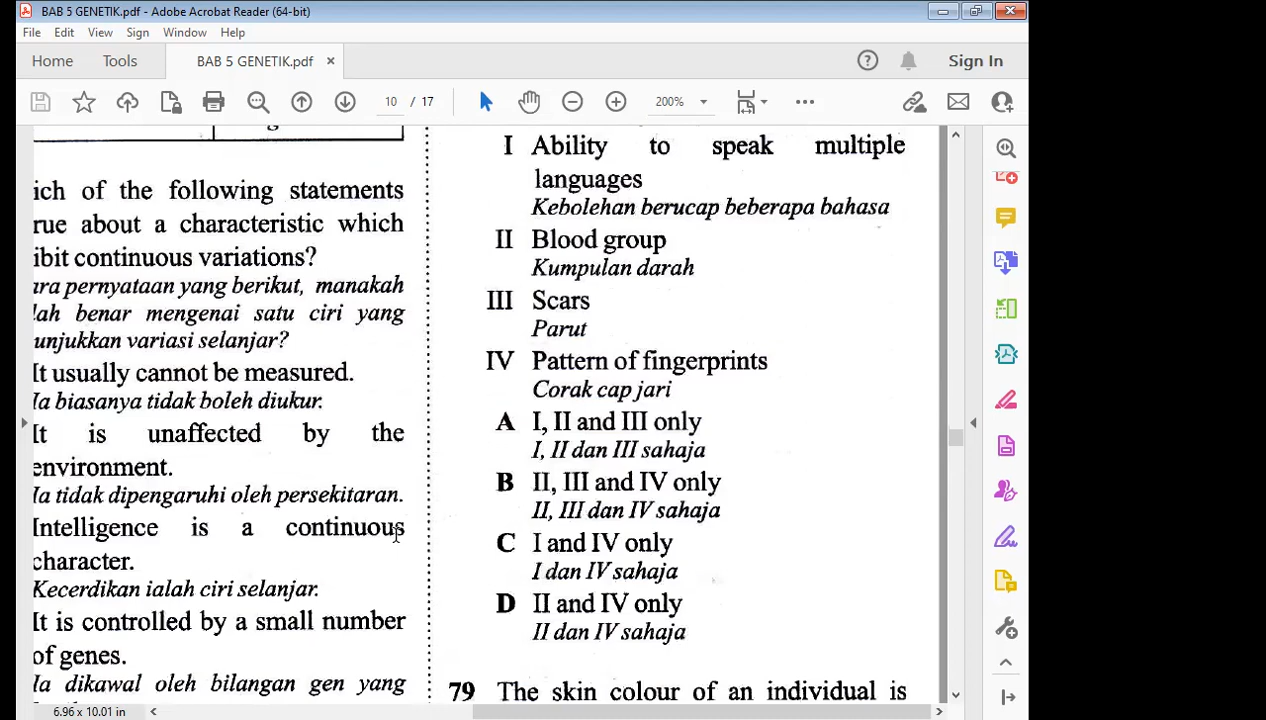 BAB 5 GENETIK.pdf - Adobe Acrobat Reader (64-bit)
File Edit View Sign Window Help
Home Tools BAB 5 GENETIK.pdf × Sign In
10 / 17 200%
ich of the following statements
rue about a characteristic which
ibit continuous variations?
ara pernyataan yang berikut, manakah
lah benar mengenai satu ciri yang
unjukkan variasi selanjar?
It usually cannot be measured.
Ia biasanya tidak boleh diukur.
It is unaffected by the
environment.
Ia tidak dipengaruhi oleh persekitaran.
Intelligence is a continuous
character.
Kecerdikan ialah ciri selanjar.
It is controlled by a small number
of genes.
Ia dikawal oleh bilangan gen yang
I Ability to speak multiple
languages
Kebolehan berucap beberapa bahasa
II Blood group
Kumpulan darah
III Scars
Parut
IV Pattern of fingerprints
Corak cap jari
A I, II and III only
I, II dan III sahaja
B II, III and IV only
II, III dan IV sahaja
C I and IV only
I dan IV sahaja
D II and IV only
II dan IV sahaja
79 The skin colour of an individual is
6.96 x 10.01 in